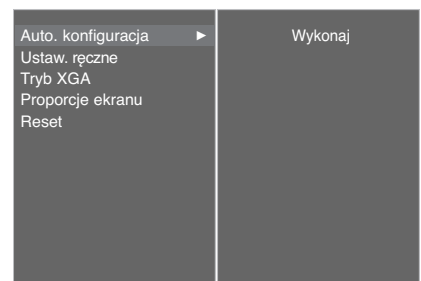 Auto. konfiguracja ► Wykonaj
Ustaw. ręczne
Tryb XGA
Proporcje ekranu
Reset